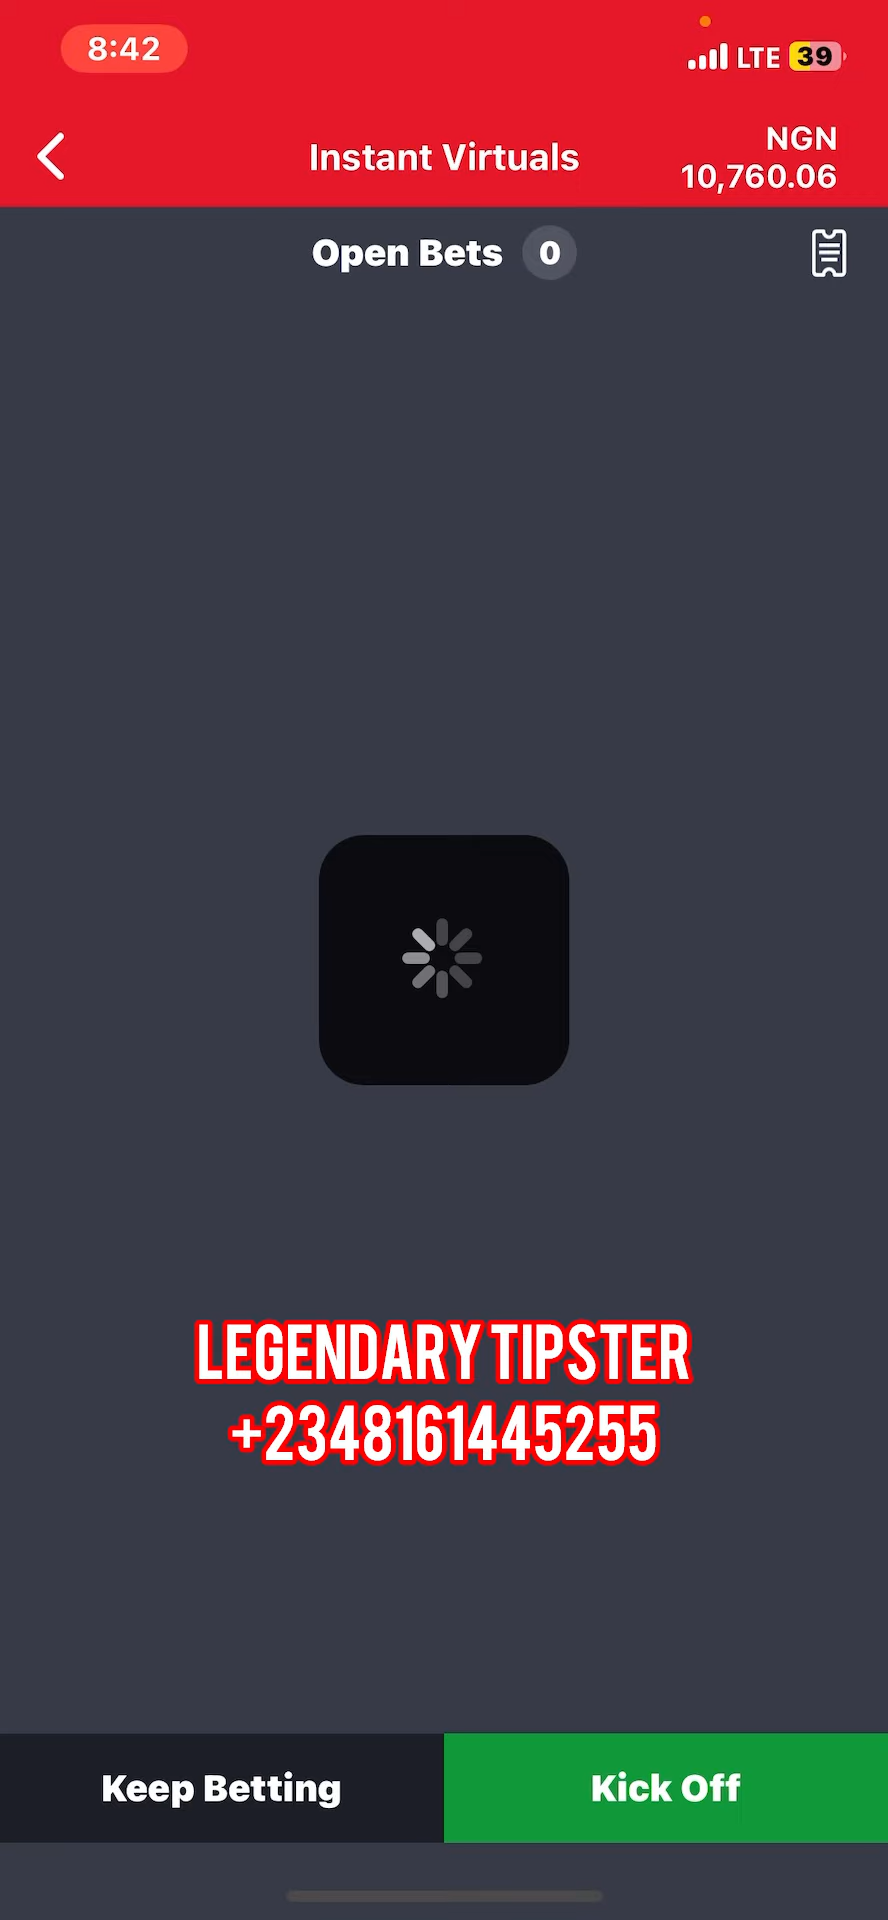 8:42
LTE 39
Instant Virtuals
NGN
10,760.06
Open Bets 0
LEGENDARY TIPSTER
+2348161445255
Keep Betting
Kick Off